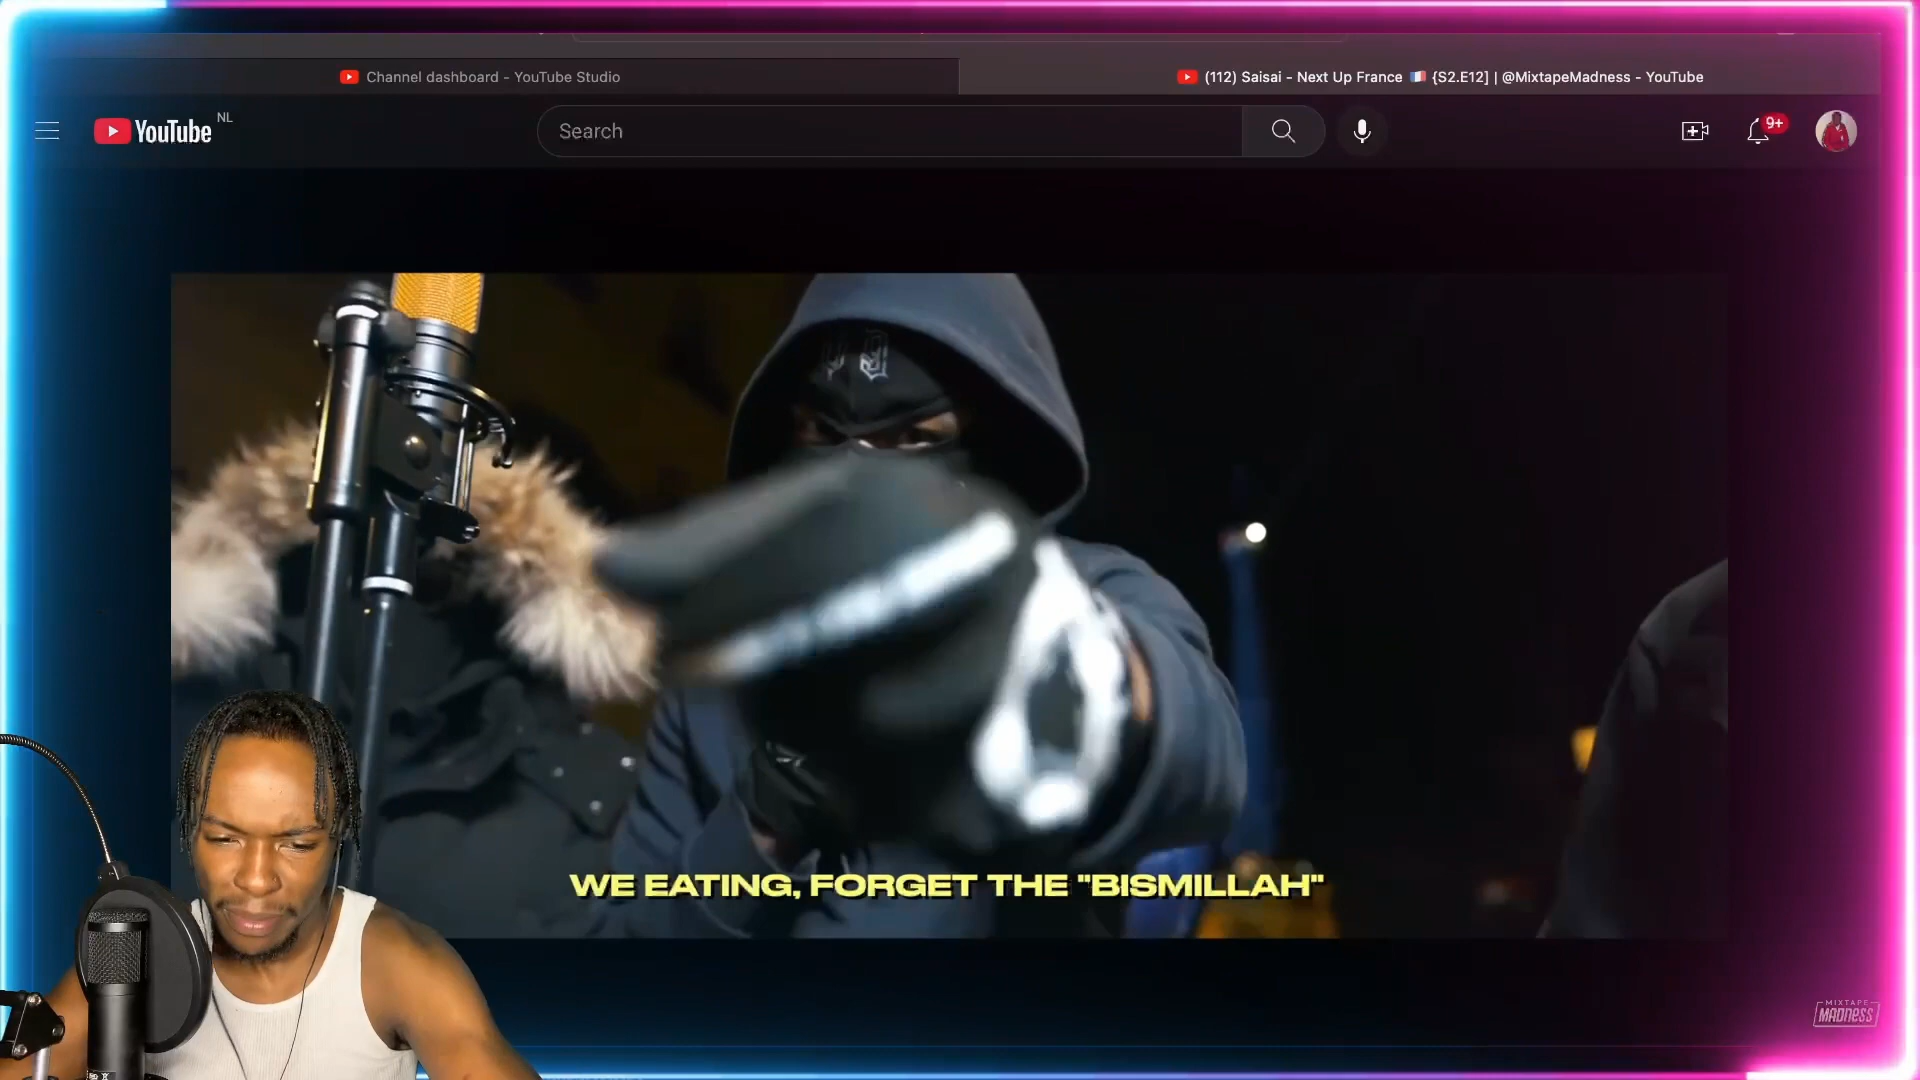 Channel dashboard - YouTube Studio
(112) Saisai - Next Up France 🇫🇷 {S2.E12] | @MixtapeMadness - YouTube
YouTube NL
Search
9+
WE EATING, FORGET THE "BISMILLAH"
MIXTAPE
MADNESS